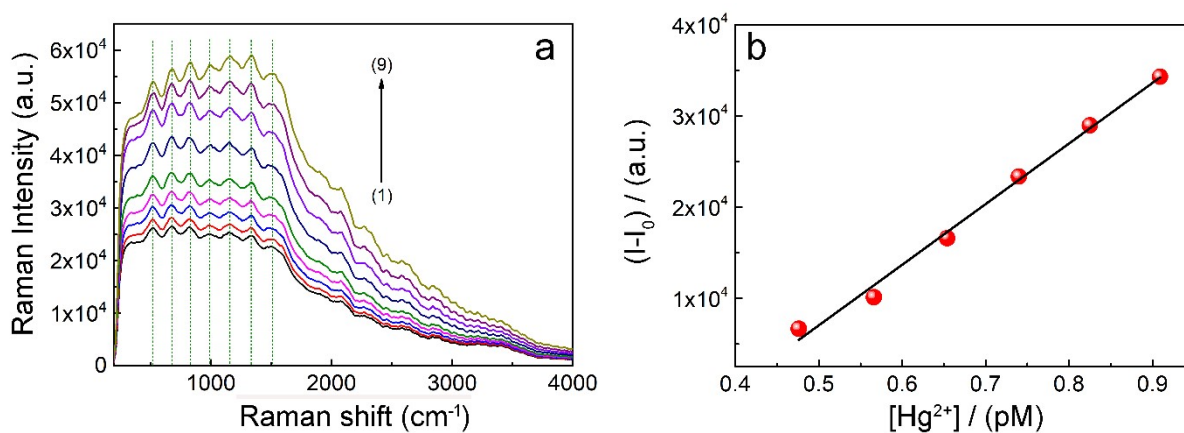 a
Raman Intensity (a.u.)
6x10⁴
5x10⁴
4x10⁴
3x10⁴
2x10⁴
1x10⁴
0
(9)
(1)
1000 2000 3000 4000
Raman shift (cm⁻¹)
b
(I-I₀) / (a.u.)
4x10⁴
3x10⁴
2x10⁴
1x10⁴
0.4 0.5 0.6 0.7 0.8 0.9
[Hg²⁺] / (pM)